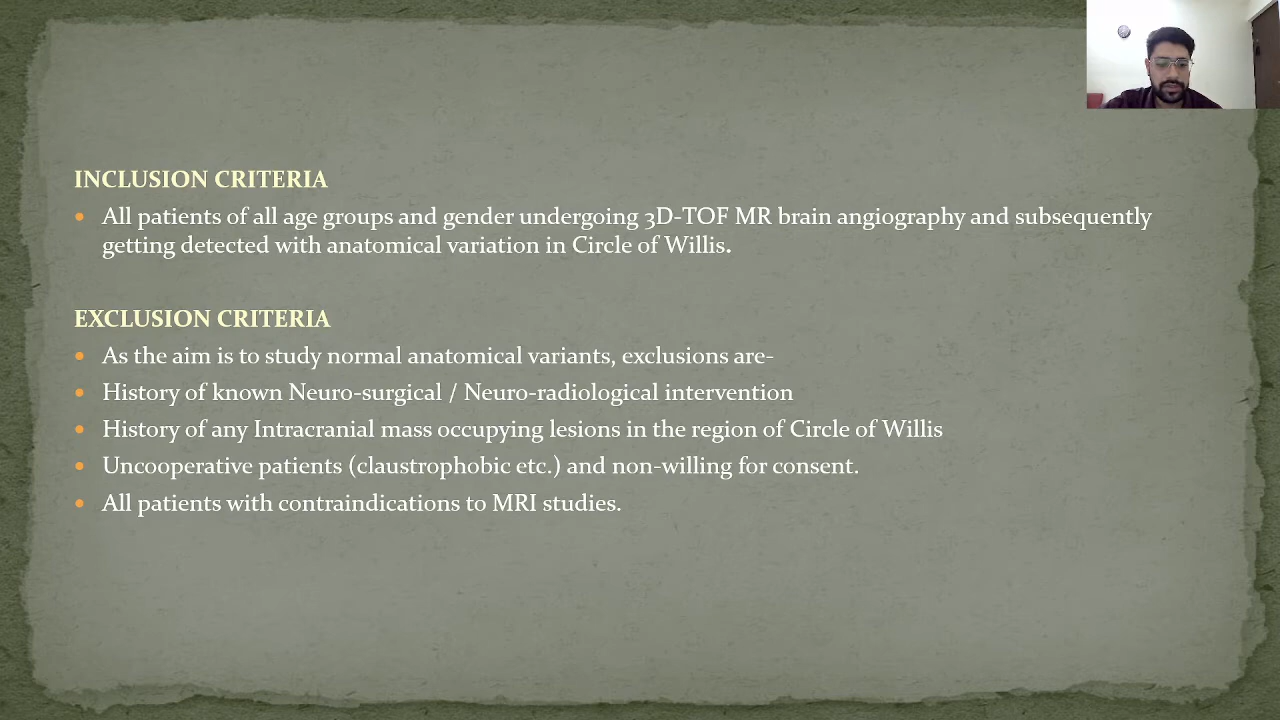 INCLUSION CRITERIA
• All patients of all age groups and gender undergoing 3D-TOF MR brain angiography and subsequently
getting detected with anatomical variation in Circle of Willis.
EXCLUSION CRITERIA
• As the aim is to study normal anatomical variants, exclusions are-
• History of known Neuro-surgical / Neuro-radiological intervention
• History of any Intracranial mass occupying lesions in the region of Circle of Willis
• Uncooperative patients (claustrophobic etc.) and non-willing for consent.
• All patients with contraindications to MRI studies.